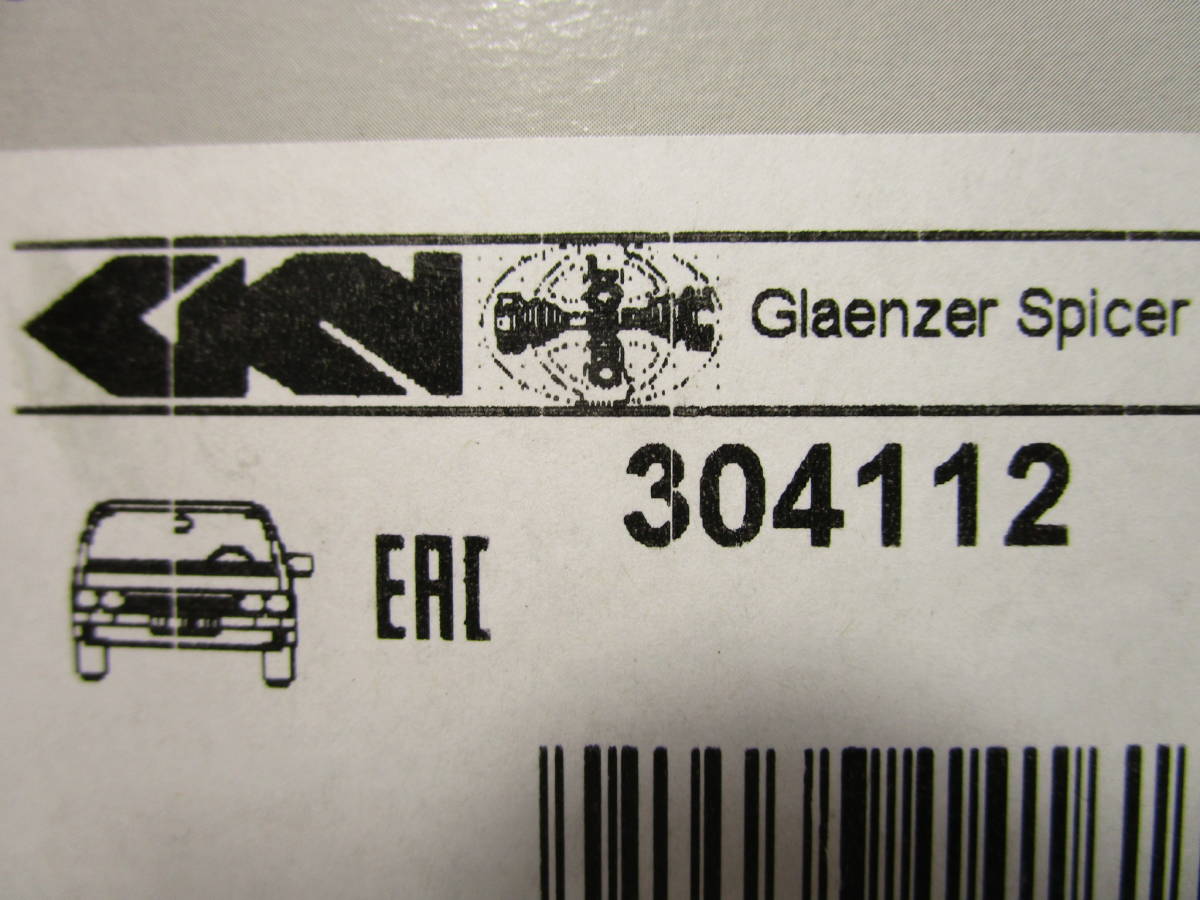 GKN
Glaenzer Spicer
304112
EAC